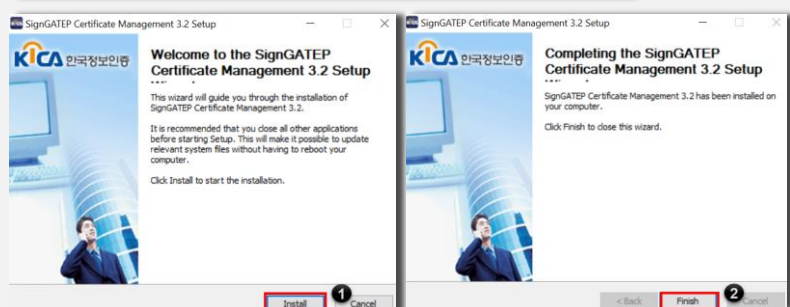 SignGATEP Certificate Management 3.2 Setup
KICA 한국정보인증
Welcome to the SignGATEP
Certificate Management 3.2 Setup
This wizard will guide you through the installation of
SignGATEP Certificate Management 3.2.
It is recommended that you close all other applications
before starting Setup. This will make it possible to update
relevant system files without having to reboot your
computer.
Click Install to start the installation.
Install
1
Cancel
SignGATEP Certificate Management 3.2 Setup
KICA 한국정보인증
Completing the SignGATEP
Certificate Management 3.2 Setup
SignGATEP Certificate Management 3.2 has been installed on
your computer.
Click Finish to close this wizard.
< Back
Finish
2
Cancel